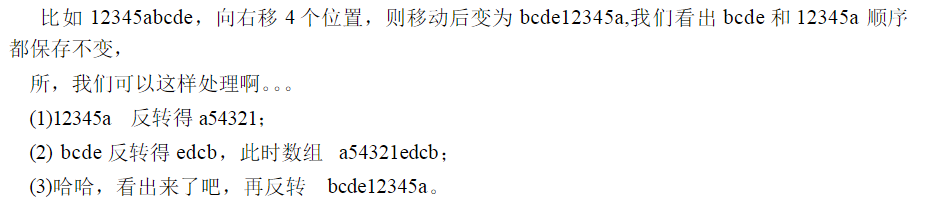 比如 12345abcde，向右移 4 个位置，则移动后变为 bcde12345a,我们看出 bcde 和 12345a 顺序
都保存不变，
所，我们可以这样处理啊。。。
(1)12345a 反转得 a54321；
(2) bcde 反转得 edcb，此时数组 a54321edcb；
(3)哈哈，看出来了吧，再反转 bcde12345a。